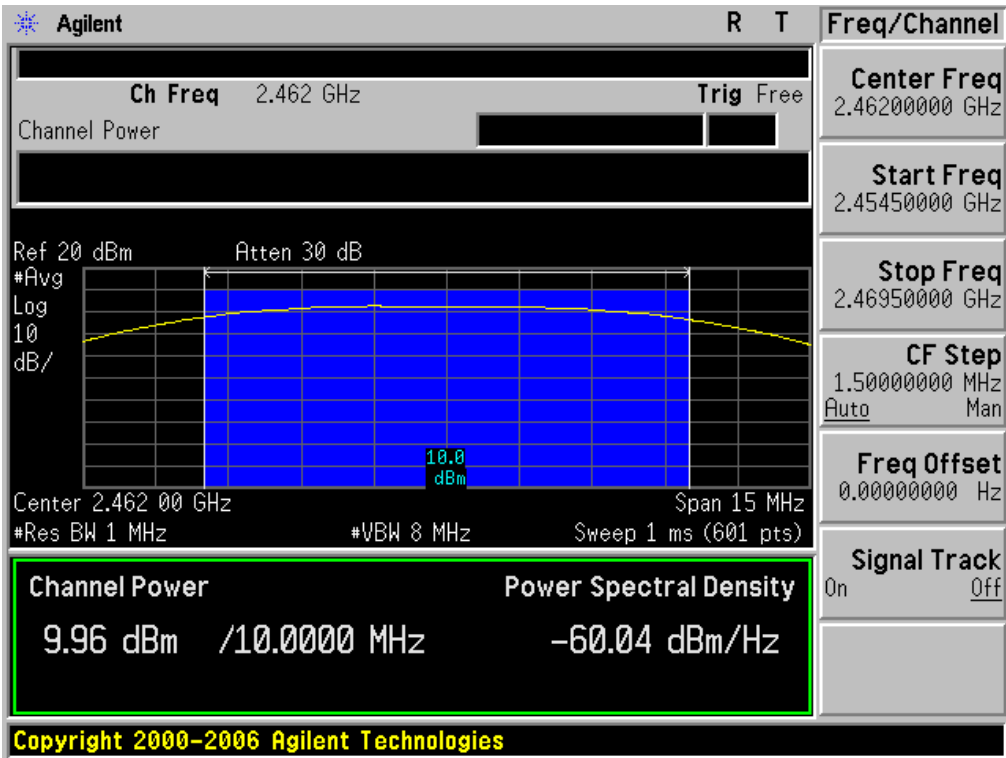 Agilent R T Freq/Channel
Ch Freq 2.462 GHz Trig Free
Channel Power
Center Freq
2.46200000 GHz
Start Freq
2.45450000 GHz
Ref 20 dBm Atten 30 dB
#Avg
Log
10
dB/
Stop Freq
2.46950000 GHz
CF Step
1.50000000 MHz
Auto Man
10.0
dBm
Freq Offset
0.00000000 Hz
Center 2.462 00 GHz Span 15 MHz
#Res BW 1 MHz #VBW 8 MHz Sweep 1 ms (601 pts)
Signal Track
On Off
Channel Power Power Spectral Density
9.96 dBm /10.0000 MHz -60.04 dBm/Hz
Copyright 2000-2006 Agilent Technologies